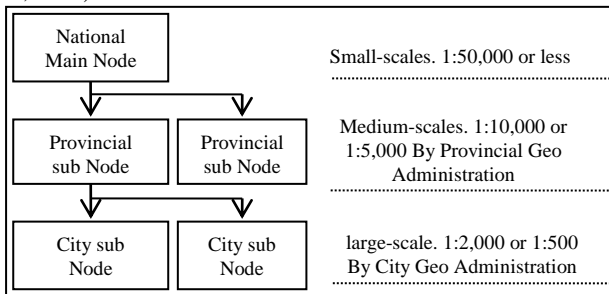 National
Main Node
Small-scales. 1:50,000 or less
Provincial
sub Node
Provincial
sub Node
Medium-scales. 1:10,000 or
1:5,000 By Provincial Geo
Administration
City sub
Node
City sub
Node
large-scale. 1:2,000 or 1:500
By City Geo Administration